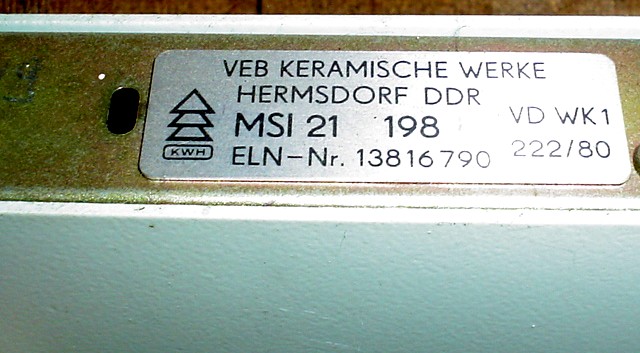 VEB KERAMISCHE WERKE
HERMSDORF DDR
MSI 21 198
VD WK1
KWH
ELN-Nr. 13816790
222/80